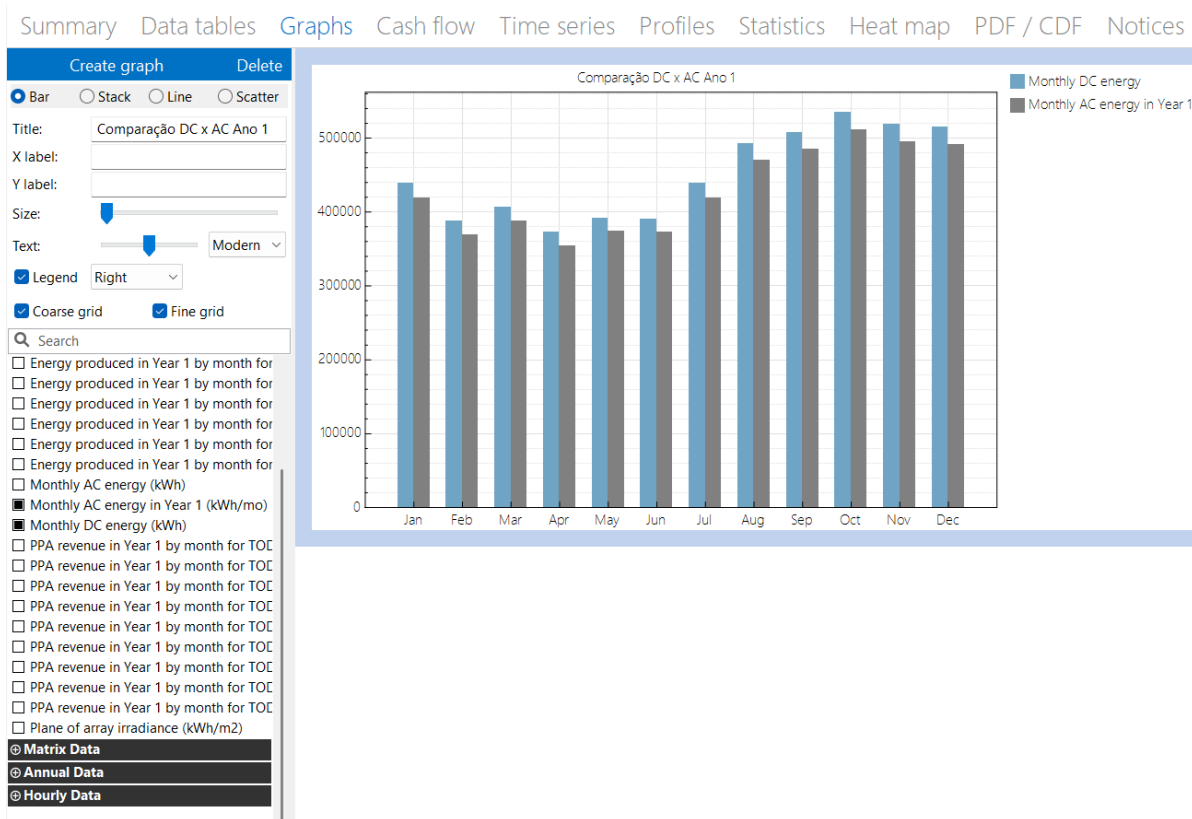 Summary Data tables Graphs Cash flow Time series Profiles Statistics Heat map PDF / CDF Notices
Create graph Delete
Bar Stack Line Scatter
Title: Comparação DC x AC Ano 1
X label:
Y label:
Size:
Text: Modern
Legend Right
Coarse grid Fine grid
Search
Energy produced in Year 1 by month for
Energy produced in Year 1 by month for
Energy produced in Year 1 by month for
Energy produced in Year 1 by month for
Energy produced in Year 1 by month for
Energy produced in Year 1 by month for
Monthly AC energy (kWh)
Monthly AC energy in Year 1 (kWh/mo)
Monthly DC energy (kWh)
PPA revenue in Year 1 by month for TOD
PPA revenue in Year 1 by month for TOD
PPA revenue in Year 1 by month for TOD
PPA revenue in Year 1 by month for TOD
PPA revenue in Year 1 by month for TOD
PPA revenue in Year 1 by month for TOD
PPA revenue in Year 1 by month for TOD
PPA revenue in Year 1 by month for TOD
PPA revenue in Year 1 by month for TOD
Plane of array irradiance (kWh/m2)
Matrix Data
Annual Data
Hourly Data
Comparação DC x AC Ano 1
Monthly DC energy
Monthly AC energy in Year 1
500000
400000
300000
200000
100000
0
Jan Feb Mar Apr May Jun Jul Aug Sep Oct Nov Dec